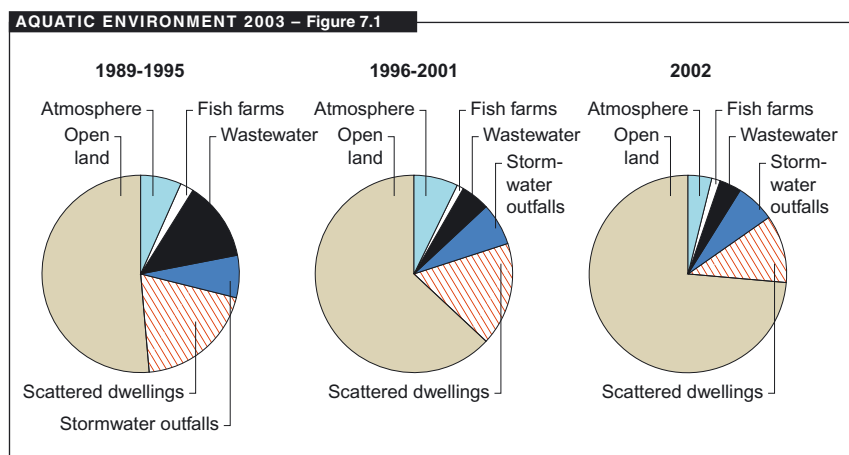 AQUATIC ENVIRONMENT 2003 – Figure 7.1
1989-1995
Atmosphere
Fish farms
Open
land
Wastewater
Scattered dwellings
Stormwater outfalls
1996-2001
Atmosphere
Fish farms
Open
land
Wastewater
Storm-
water
outfalls
Scattered dwellings
2002
Atmosphere
Fish farms
Open
land
Wastewater
Storm-
water
outfalls
Scattered dwellings